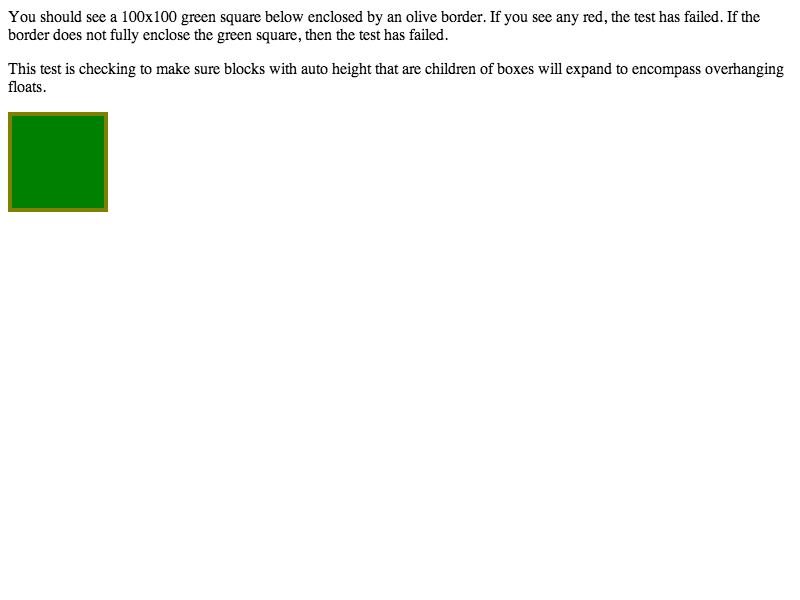 You should see a 100x100 green square below enclosed by an olive border. If you see any red, the test has failed. If the
border does not fully enclose the green square, then the test has failed.
This test is checking to make sure blocks with auto height that are children of boxes will expand to encompass overhanging
floats.